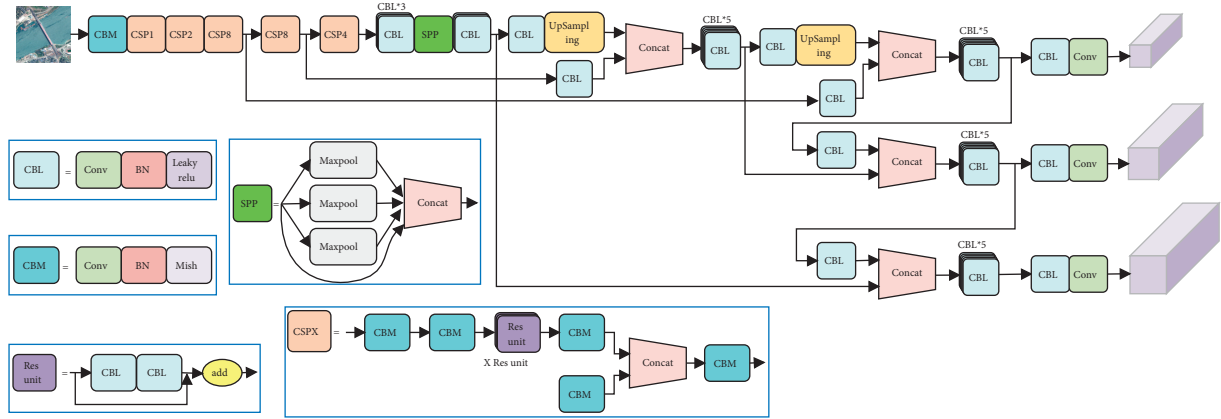 CBL*3
CBM CSP1 CSP2 CSP8 CSP8 CSP4 CBL SPP CBL CBL UpSampl
ing
Concat
CBL
CBL*5
CBL
CBL UpSampl
ing
CBL
Concat
CBL*5
CBL
CBL Conv
CBL
Concat
CBL*5
CBL
CBL Conv
CBL
Concat
CBL*5
CBL
CBL Conv
CBL = Conv BN Leaky
relu
CBM = Conv BN Mish
SPP =
Maxpool
Maxpool
Maxpool
Concat
Res
unit
=
CBL CBL add
CSPX = CBM CBM Res
unit
CBM
X Res unit
CBM
Concat
CBM